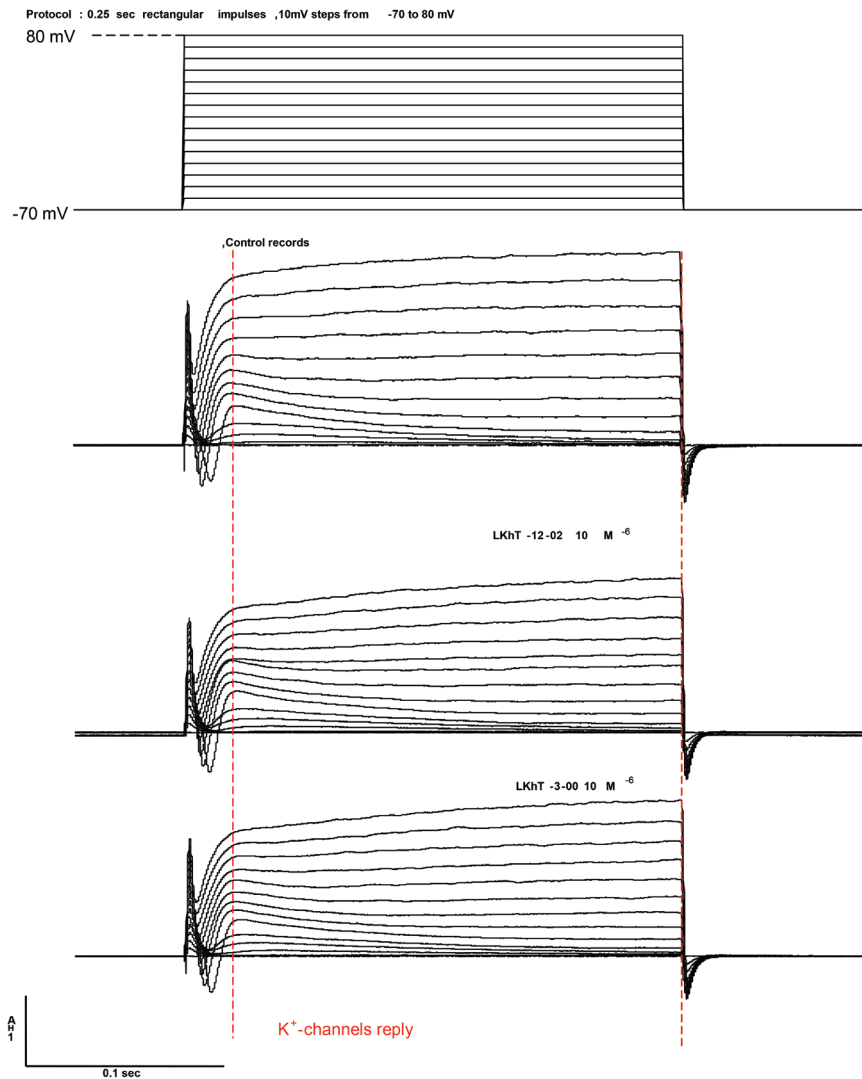 Protocol : 0.25 sec rectangular impulses ,10mV steps from -70 to 80 mV
80 mV
-70 mV
,Control records
LKhT -12-02 10 M -6
LKhT -3-00 10 M -6
K+-channels reply
1 нА
0.1 sec